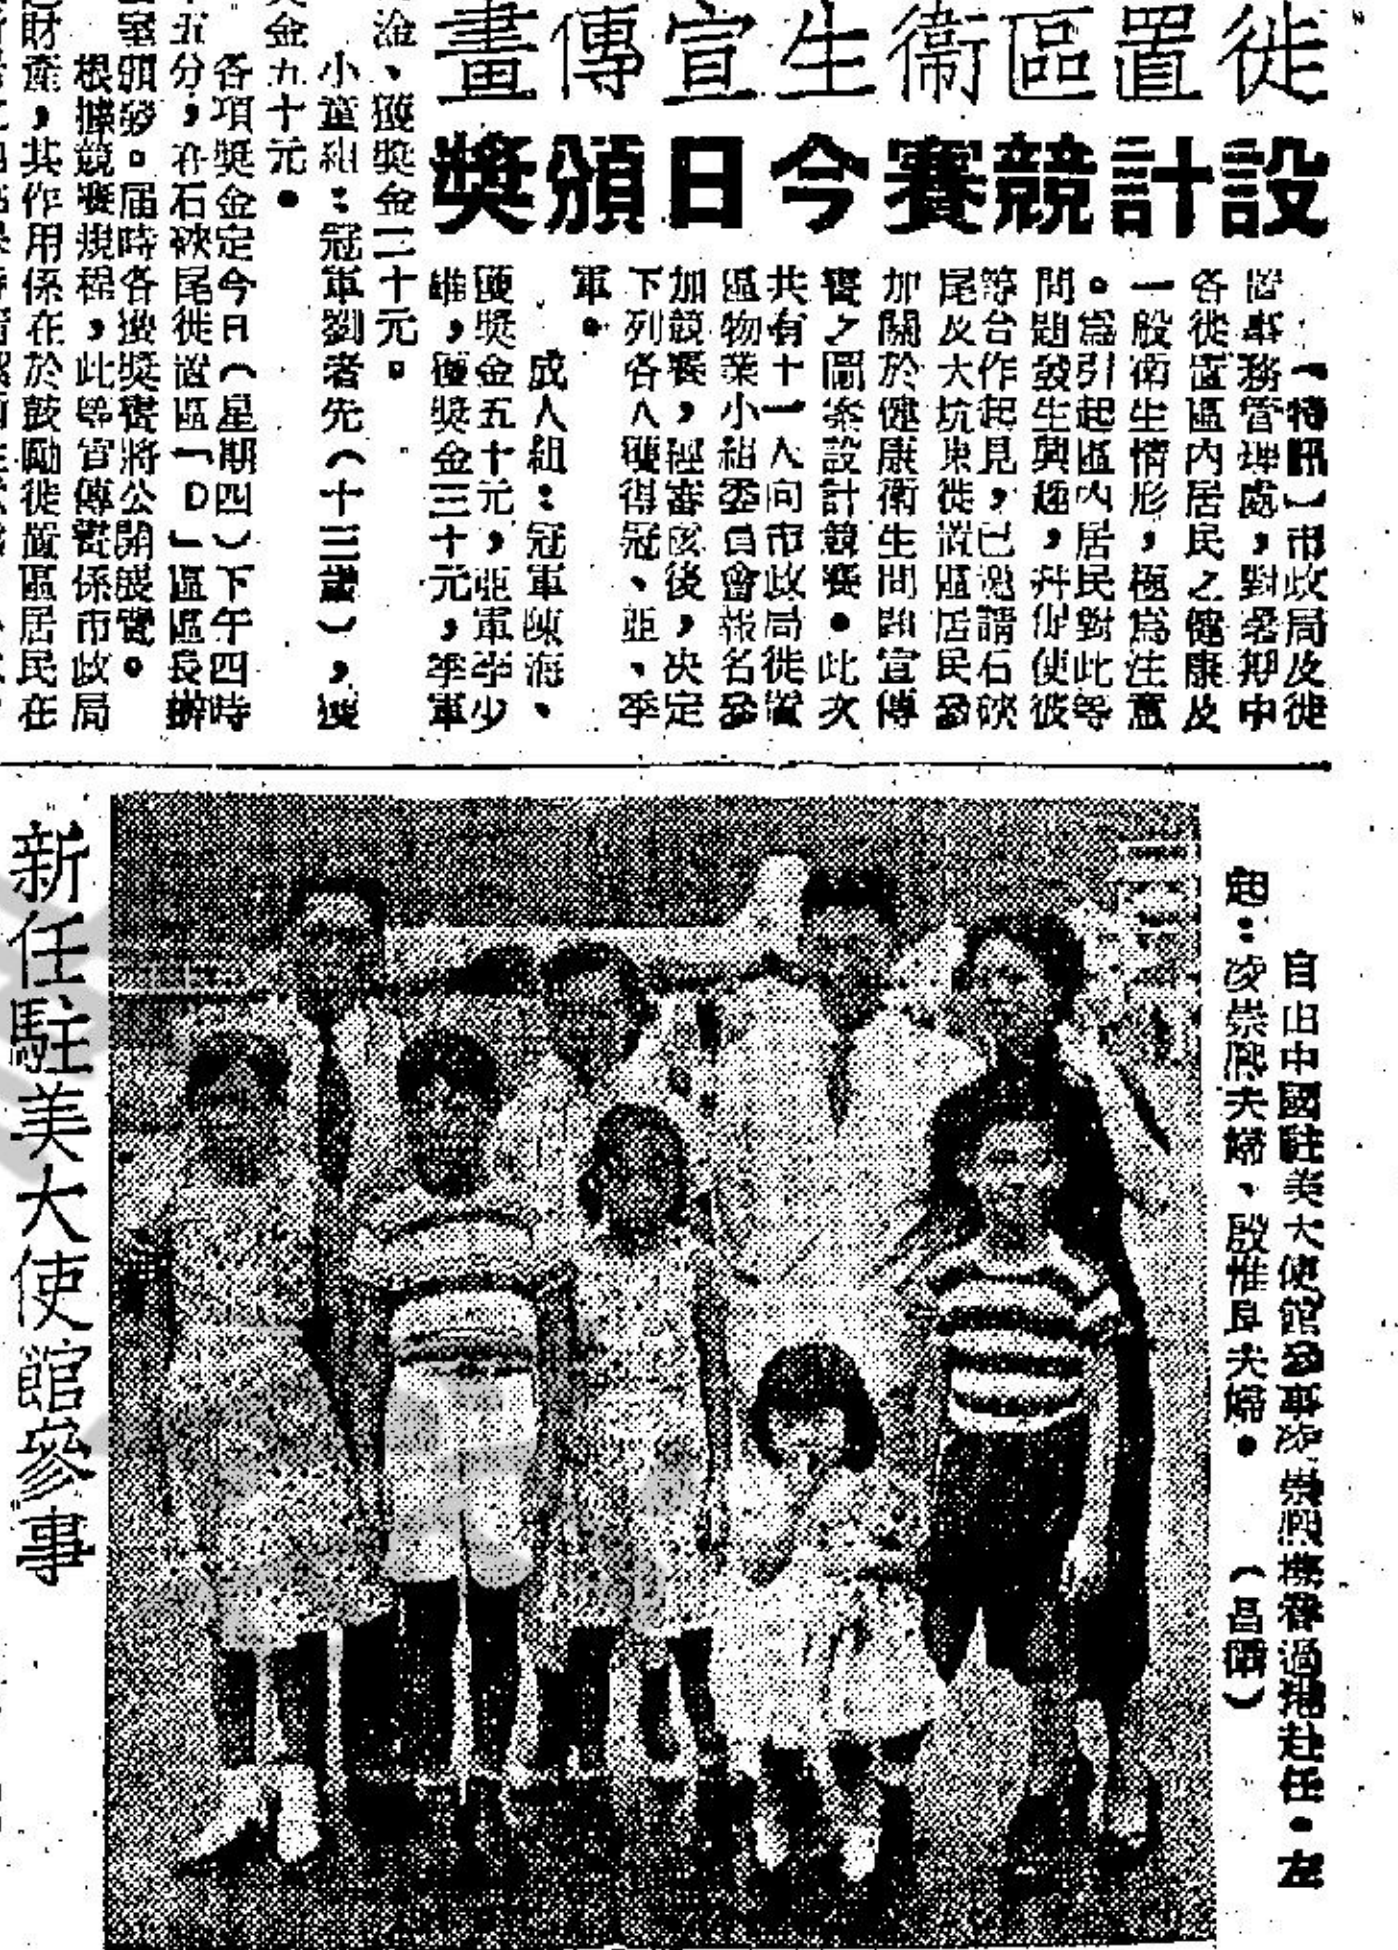 徙置區衞生宣傳畫
設計競賽今日頒獎
【特訊】市政局及徙
置事務管理處,對暑期中
各徙置區內居民之健康及
一般衛生情形,極為注意
。為引起區內居民對此等
問題發生興趣,幷促使彼
等合作起見,已邀請石硤
尾及大坑東徙置區居民參
加關於健康衛生問題宣傳
畫之圖案設計競賽。此次
共有十一人向市政局徙置
區物業小組委員會報名參
加競賽,經審核後,決定
下列各人獲得冠、亞、季
軍。
成人組:冠軍陳海、
獲獎金五十元,亞軍李少
雄,獲獎金三十元,季軍
淦、獲獎金二十元。
小童組:冠軍劉者先(十三歲),獲
金五十元。
各項獎金定今日(星期四)下午四時
五分,在石硤尾徙置區「D」區區長辦
室頒發。屆時各獲獎畫將公開展覽。
根據競賽規程,此等宣傳畫係市政局
財產,其作用係在於鼓勵徙置區居民在
自由中國駐美大使館參事凌崇熙携眷過港赴任。左
起:凌崇熙夫婦、殷惟良夫婦。(昌攝)
新任駐美大使館參事